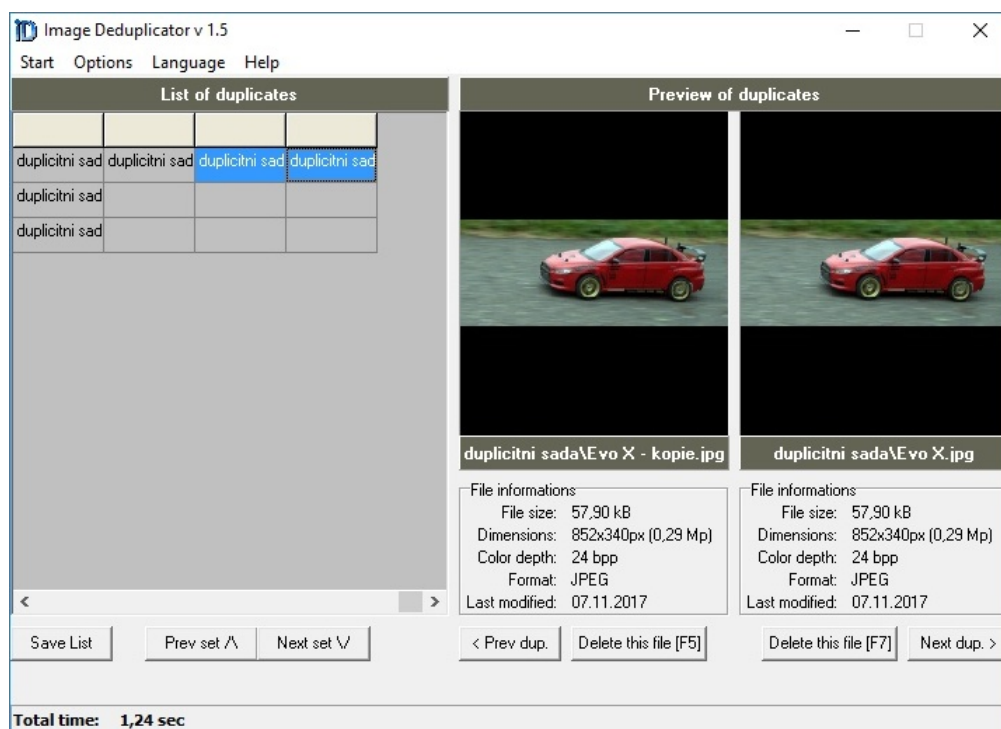 Image Deduplicator v 1.5
Start Options Language Help
List of duplicates
duplicitni sad duplicitni sad duplicitni sad duplicitni sad
duplicitni sad
duplicitni sad
Save List Prev set /\ Next set \/
Preview of duplicates
duplicitni sada\Evo X - kopie.jpg
File informations
File size: 57,90 kB
Dimensions: 852x340px (0,29 Mp)
Color depth: 24 bpp
Format: JPEG
Last modified: 07.11.2017
< Prev dup. Delete this file [F5]
duplicitni sada\Evo X.jpg
File informations
File size: 57,90 kB
Dimensions: 852x340px (0,29 Mp)
Color depth: 24 bpp
Format: JPEG
Last modified: 07.11.2017
Delete this file [F7] Next dup. >
Total time: 1,24 sec